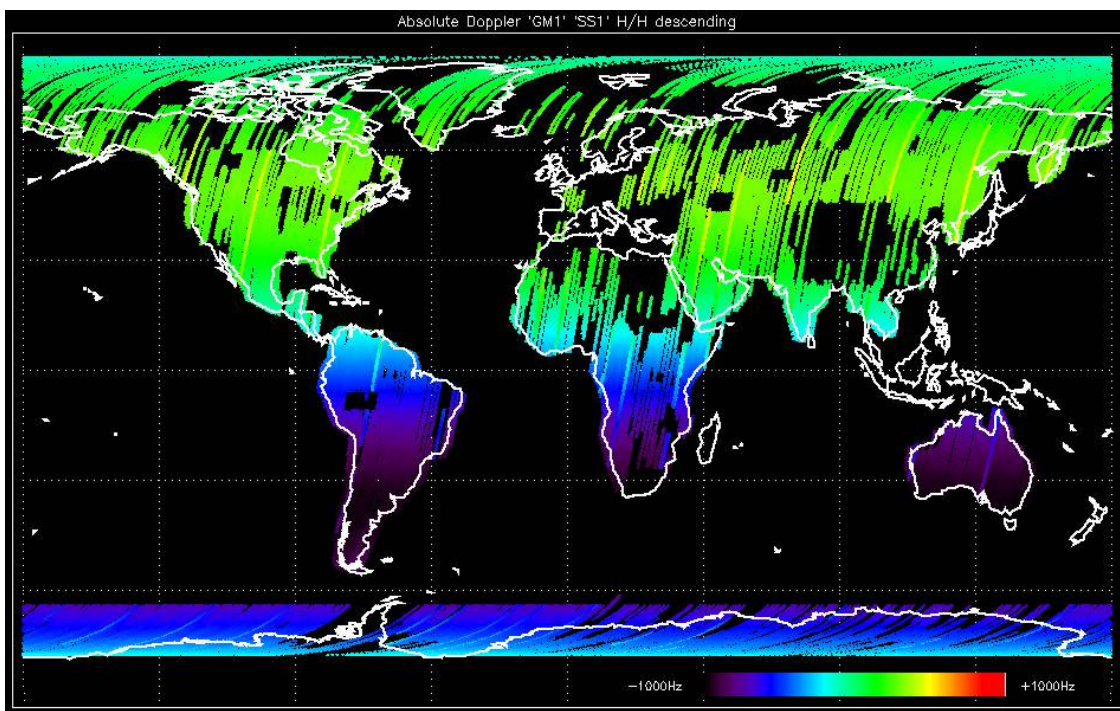 Absolute Doppler 'GM1' 'SS1' H/H descending
−1000Hz
+1000Hz